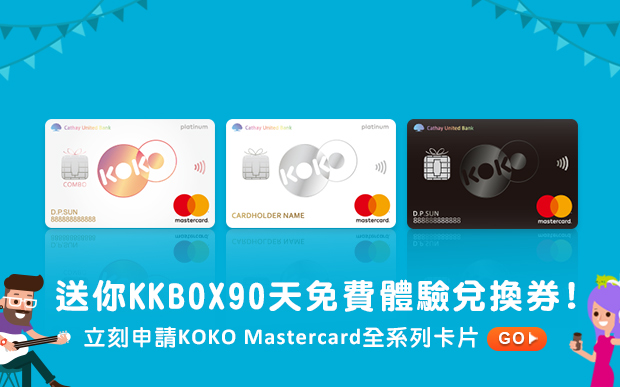 Cathay United Bank
platinum
KOKO
COMBO
D.P.SUN
888888888888
mastercard
Cathay United Bank
platinum
KOKO
CARDHOLDER NAME
mastercard
Cathay United Bank
KOKO
D.P.SUN
888888888888
mastercard
送你KKBOX90天免費體驗兌換券!
立刻申請KOKO Mastercard全系列卡片 GO